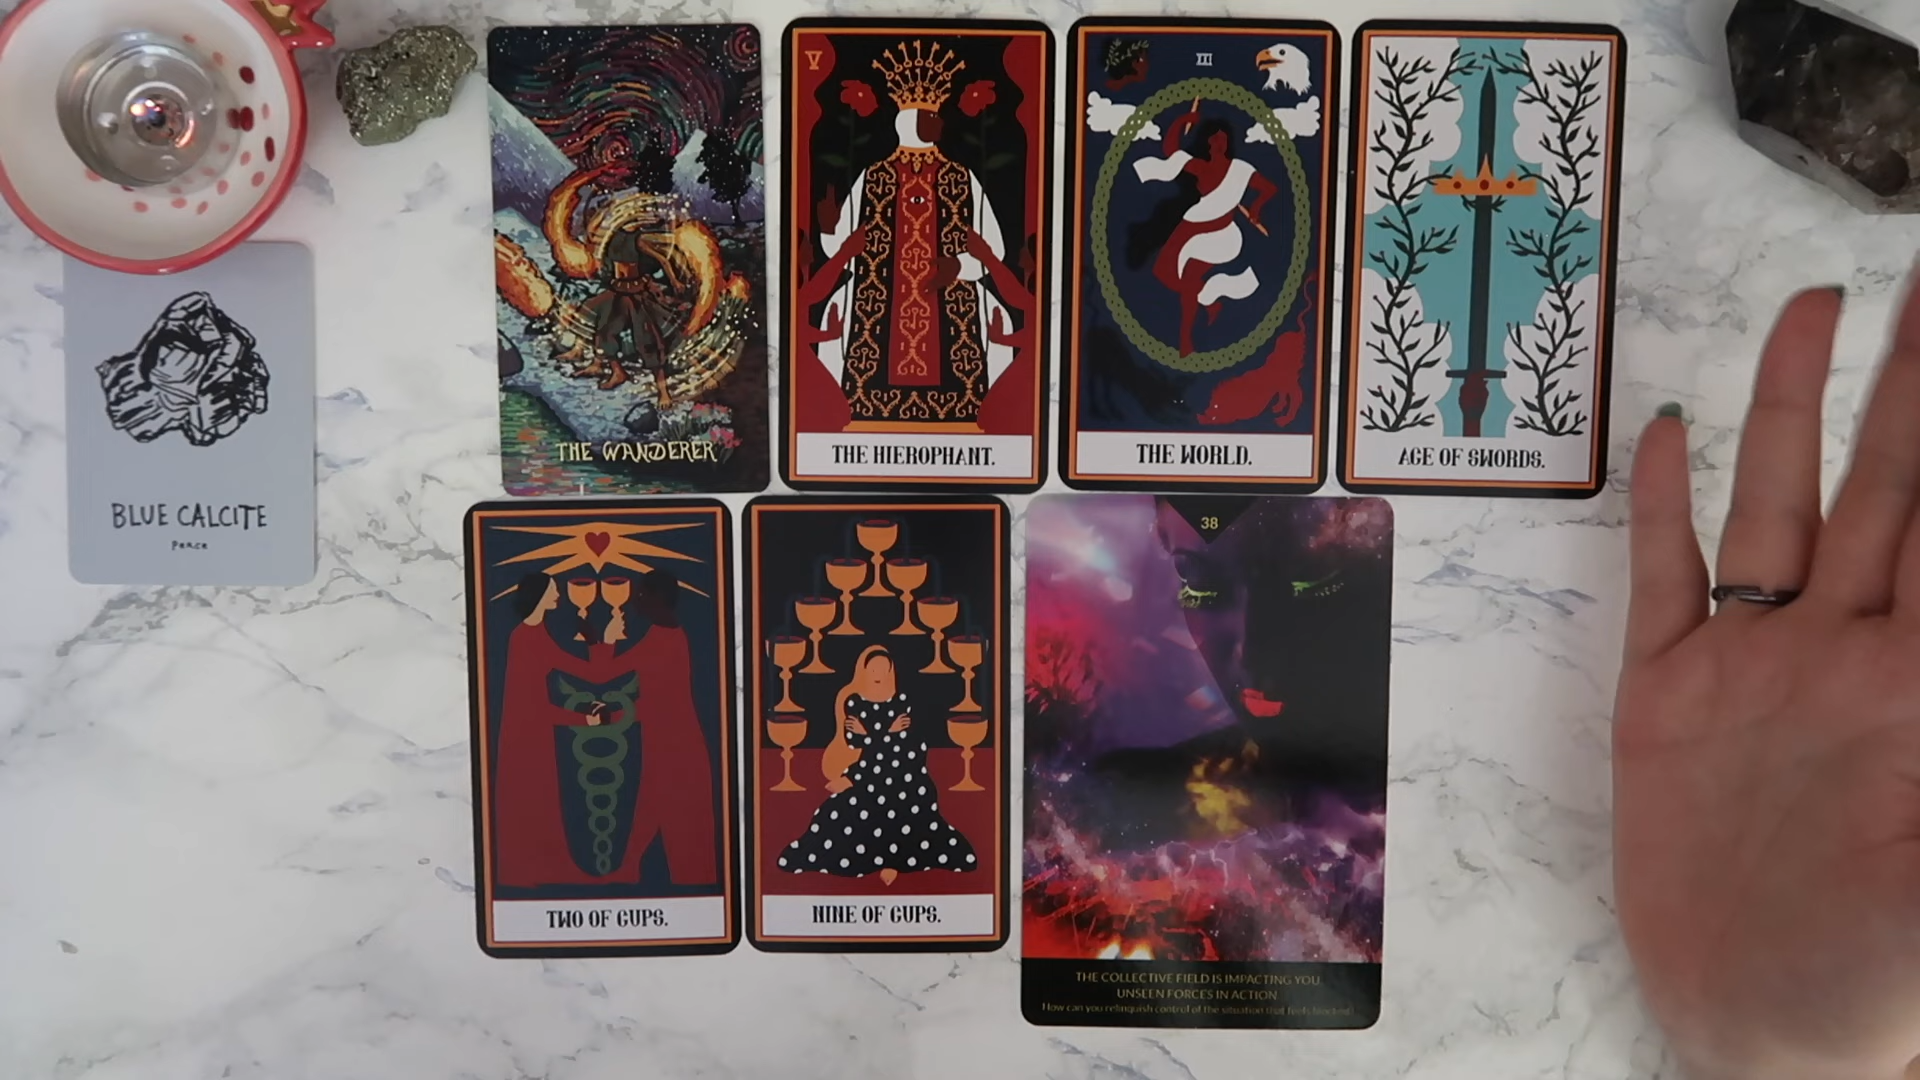 THE WANDERER
V
THE HIEROPHANT.
III
THE WORLD.
ACE OF SWORDS.
BLUE CALCITE
Peace
TWO OF CUPS.
NINE OF CUPS.
38
THE COLLECTIVE FIELD IS IMPACTING YOU
UNSEEN FORCES IN ACTION
How can you relinquish control of the situation that feels blocked?